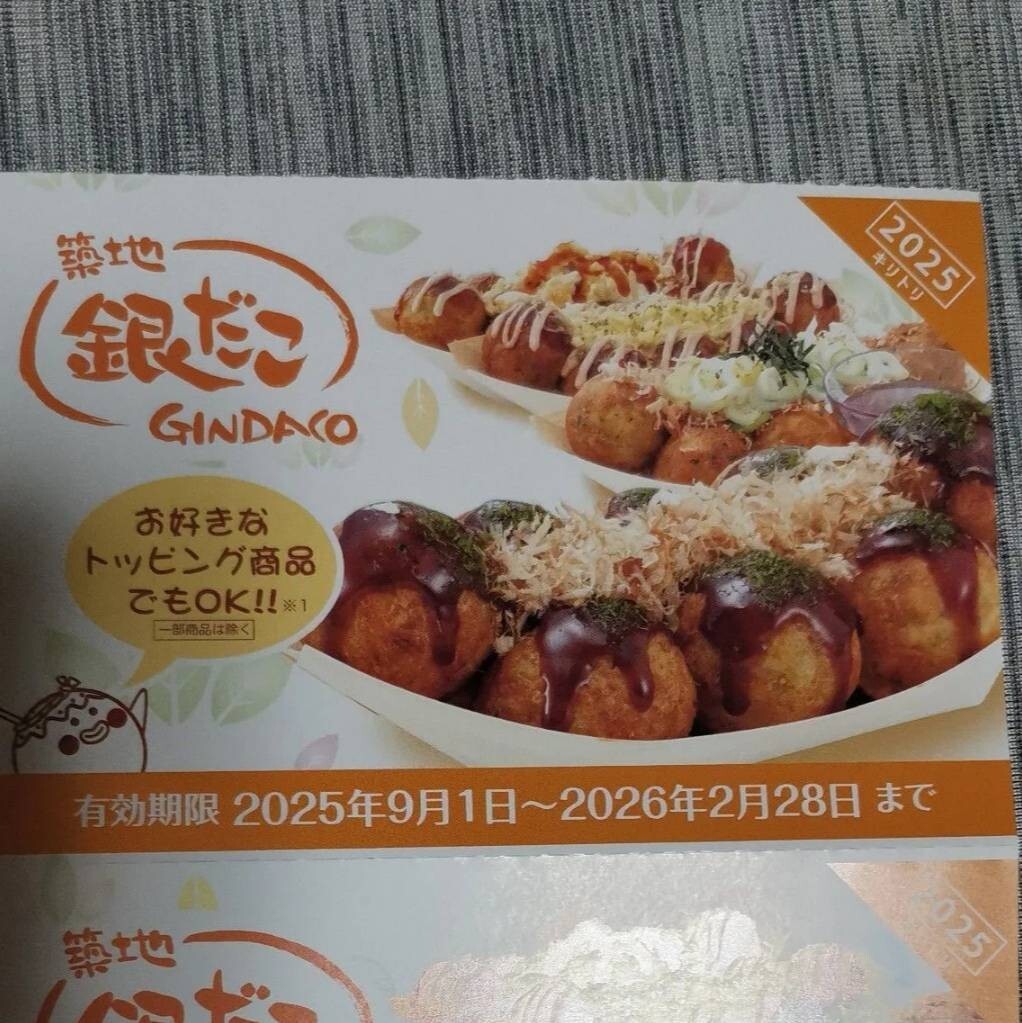 築地
銀だこ
GINDACO
2025
キリトリ
お好きな
トッピング商品
でもOK!!※1
一部商品は除く
有効期限 2025年9月1日～2026年2月28日 まで
築地
銀だこ
2025